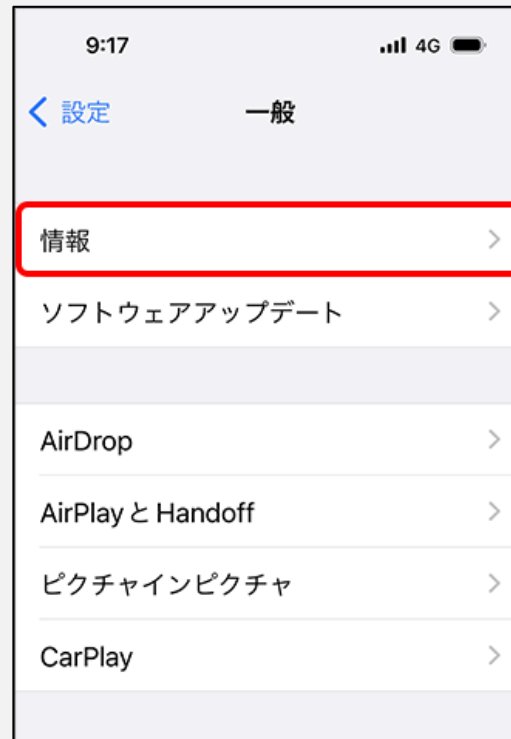 9:17 4G
設定 一般
情報
ソフトウェアアップデート
AirDrop
AirPlayとHandoff
ピクチャインピクチャ
CarPlay